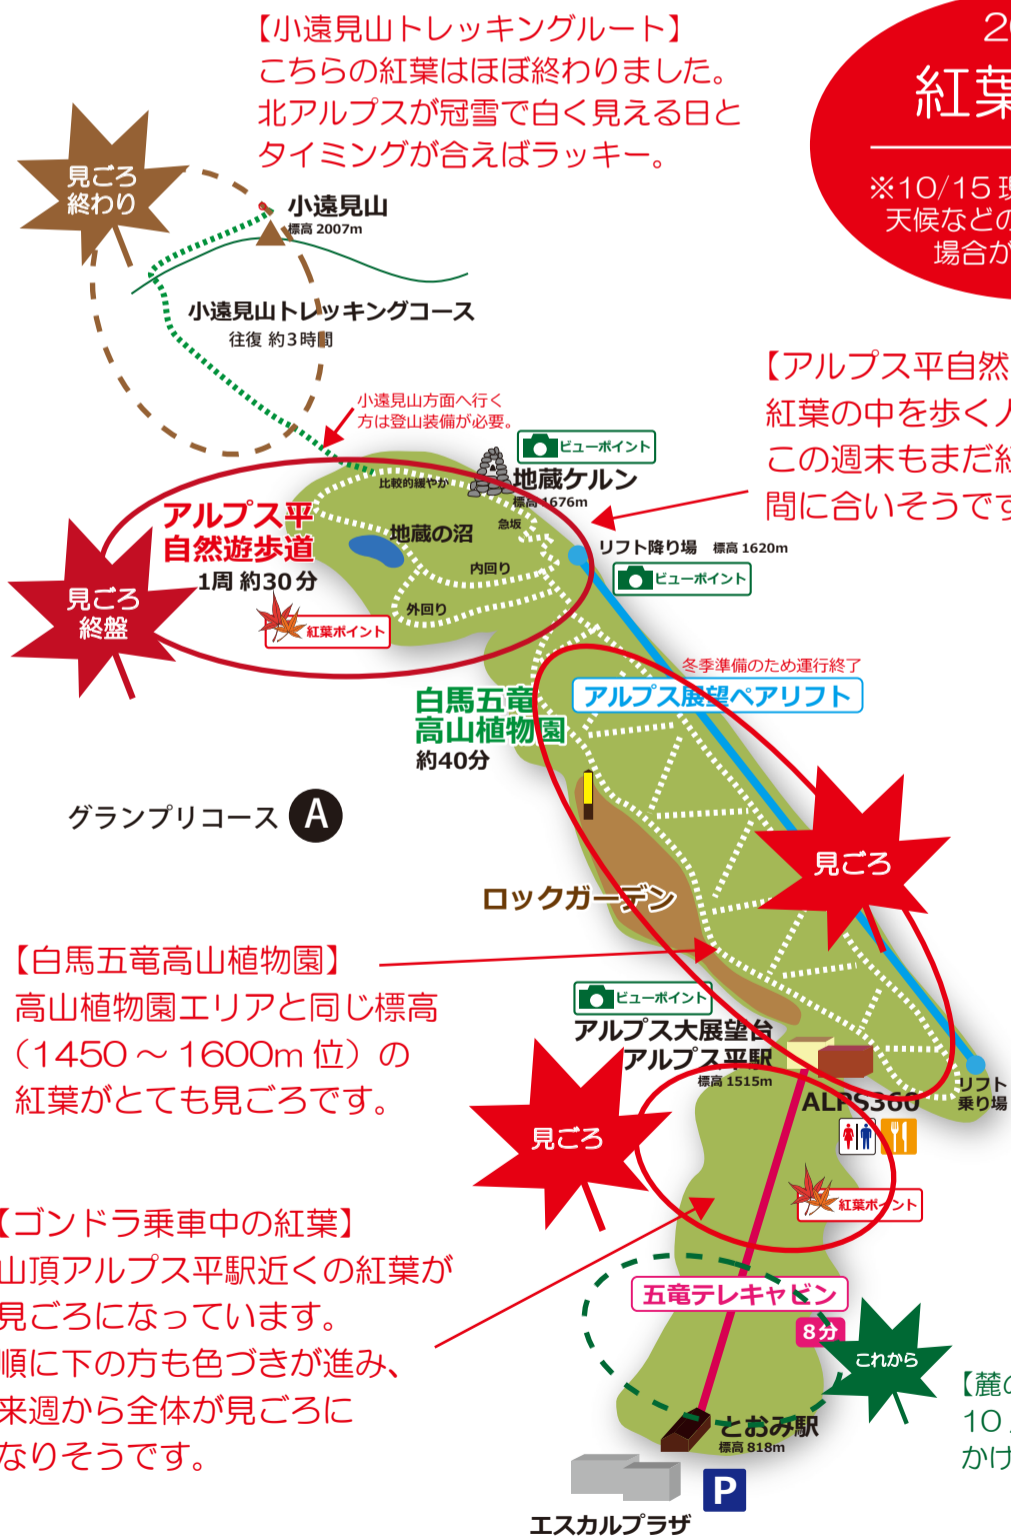 【小遠見山トレッキングルート】
こちらの紅葉はほぼ終わりました。
北アルプスが冠雪で白く見える日と
タイミングが合えばラッキー。
紅葉
※10/15 現
天候などの
場合が
見ごろ
終わり
小遠見山
標高 2007m
小遠見山トレッキングコース
往復 約3時間
【アルプス平自然
紅葉の中を歩く人
この週末もまだ紅
間に合いそうです
小遠見山方面へ行く
方は登山装備が必要。
ビューポイント
地蔵ケルン
標高 1676m
比較的緩やか
急坂
アルプス平
自然遊歩道
1周 約30分
地蔵の沼
内回り
外回り
リフト降り場 標高 1620m
ビューポイント
見ごろ
終盤
紅葉ポイント
冬季準備のため運行終了
アルプス展望ペアリフト
白馬五竜
高山植物園
約40分
グランプリコース A
見ごろ
ロックガーデン
【白馬五竜高山植物園】
高山植物園エリアと同じ標高
（1450～1600m 位）の
紅葉がとても見ごろです。
ビューポイント
アルプス大展望台
アルプス平駅
標高 1515m
リフト
乗り場
ALPS360
見ごろ
紅葉ポイント
【ゴンドラ乗車中の紅葉】
山頂アルプス平駅近くの紅葉が
見ごろになっています。
順に下の方も色づきが進み、
来週から全体が見ごろに
なりそうです。
五竜テレキャビン
8分
これから
【麓の
10
かけ
とおみ駅
標高 818m
P
エスカルプラザ